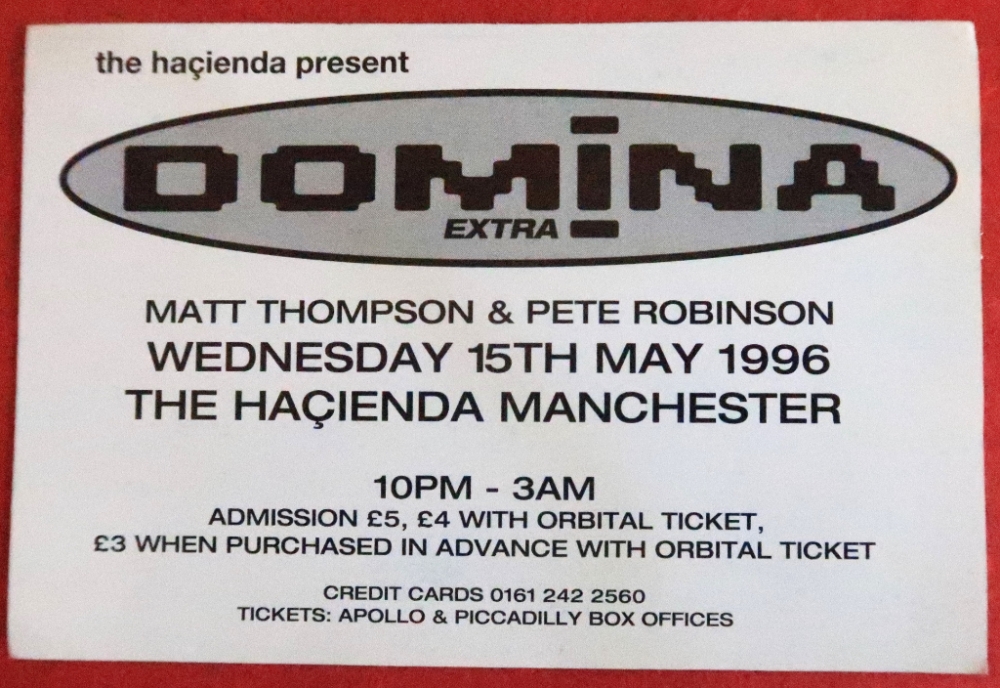 the haçienda present
DOMINA
EXTRA
MATT THOMPSON & PETE ROBINSON
WEDNESDAY 15TH MAY 1996
THE HAÇIENDA MANCHESTER
10PM - 3AM
ADMISSION £5, £4 WITH ORBITAL TICKET,
£3 WHEN PURCHASED IN ADVANCE WITH ORBITAL TICKET
CREDIT CARDS 0161 242 2560
TICKETS: APOLLO & PICCADILLY BOX OFFICES